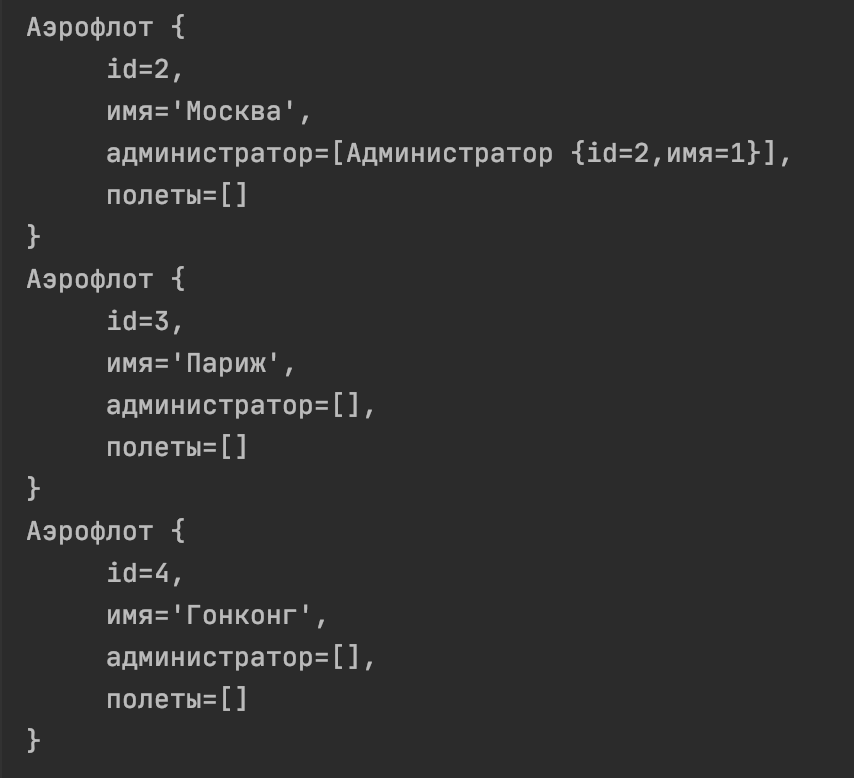 Аэрофлот {
id=2,
имя='Москва',
администратор=[Администратор {id=2,имя=1}],
полеты=[]
}
Аэрофлот {
id=3,
имя='Париж',
администратор=[],
полеты=[]
}
Аэрофлот {
id=4,
имя='Гонконг',
администратор=[],
полеты=[]
}